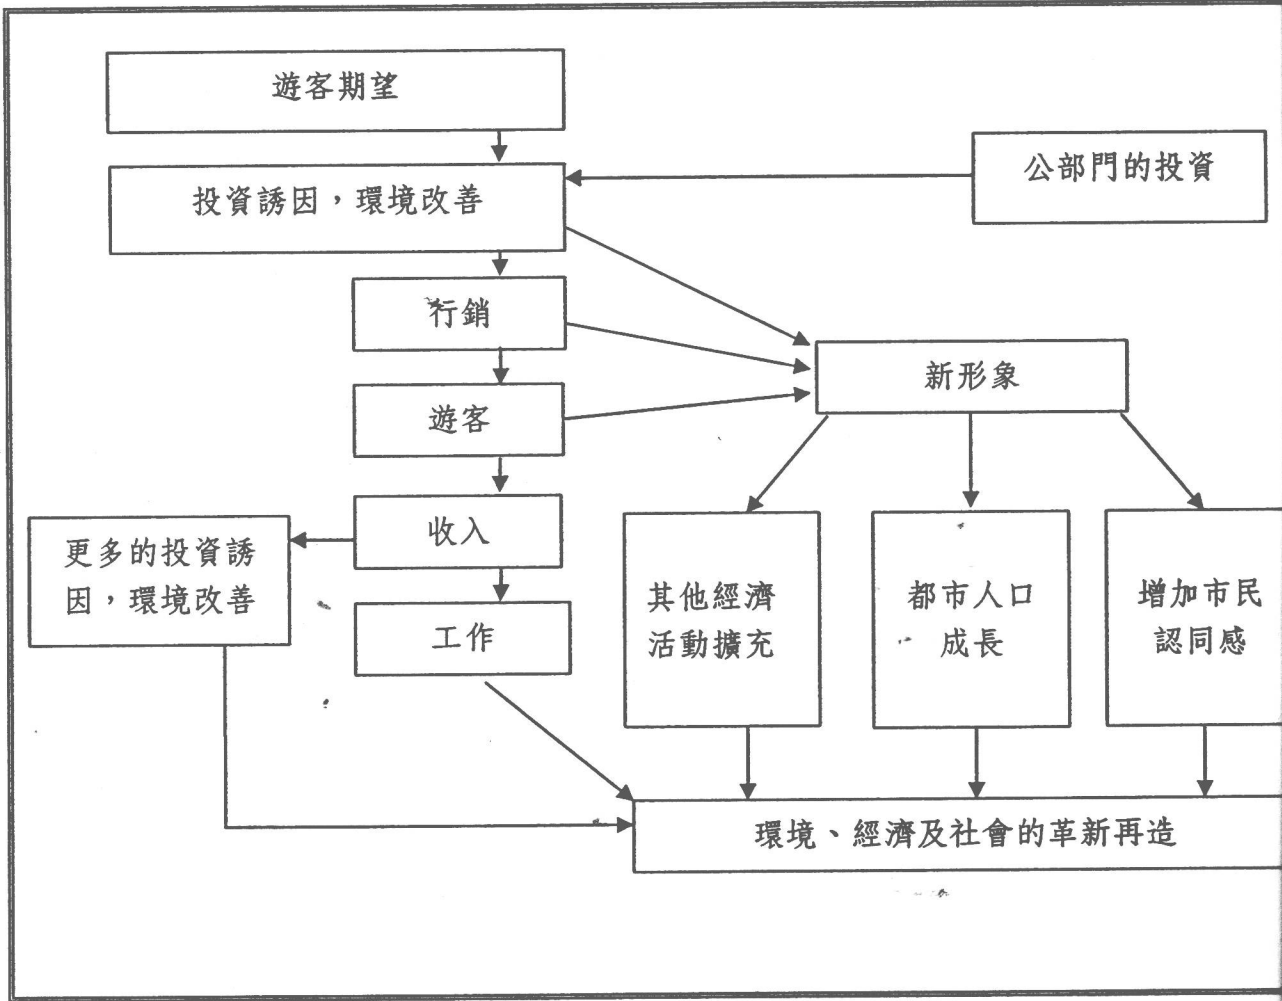 遊客期望
公部門的投資
投資誘因，環境改善
行銷
新形象
遊客
收入
更多的投資誘
因，環境改善
工作
其他經濟
活動擴充
都市人口
成長
增加市民
認同感
環境、經濟及社會的革新再造